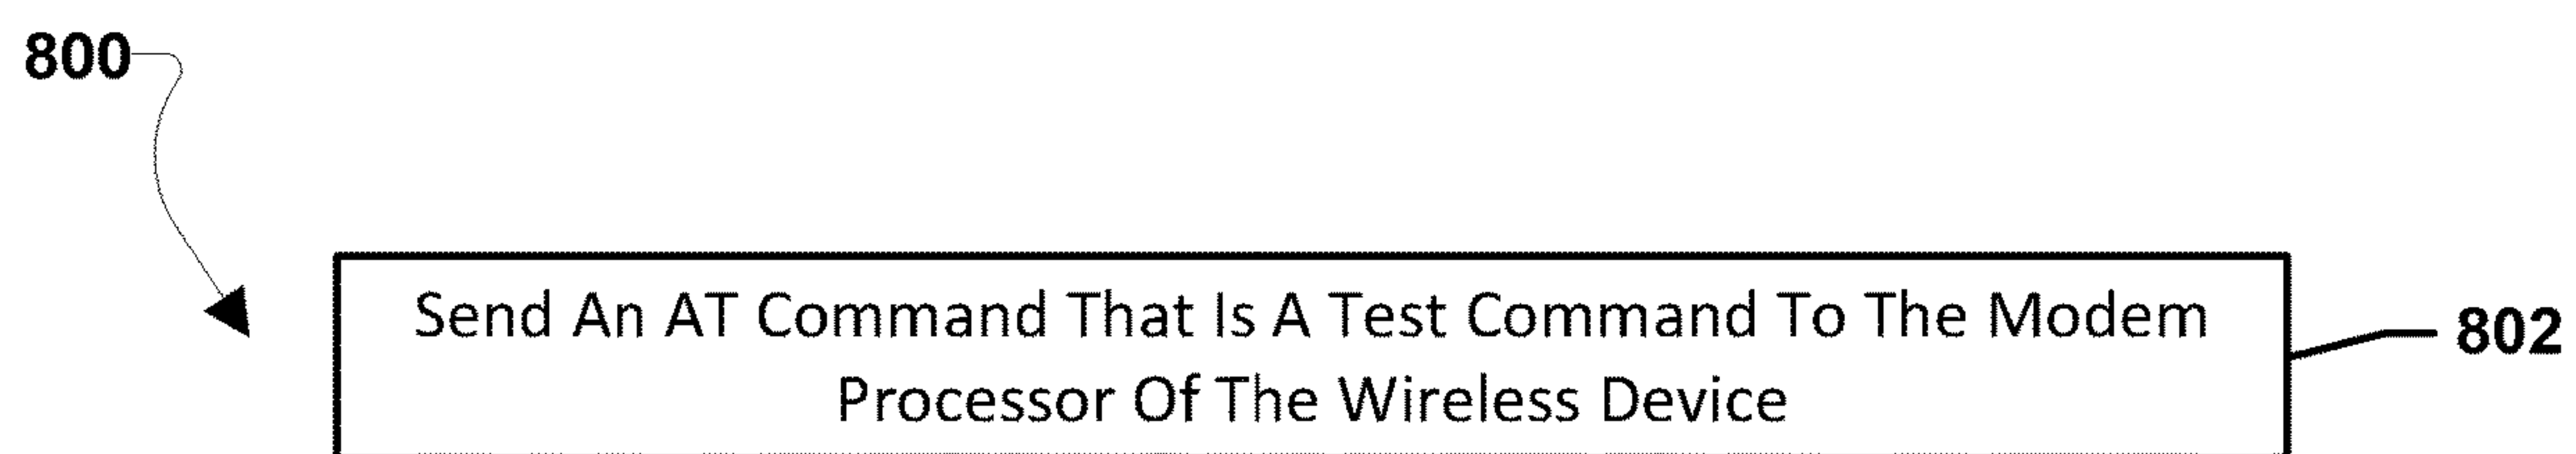 800
Send An AT Command That Is A Test Command To The Modem
802
Processor Of The Wireless Device